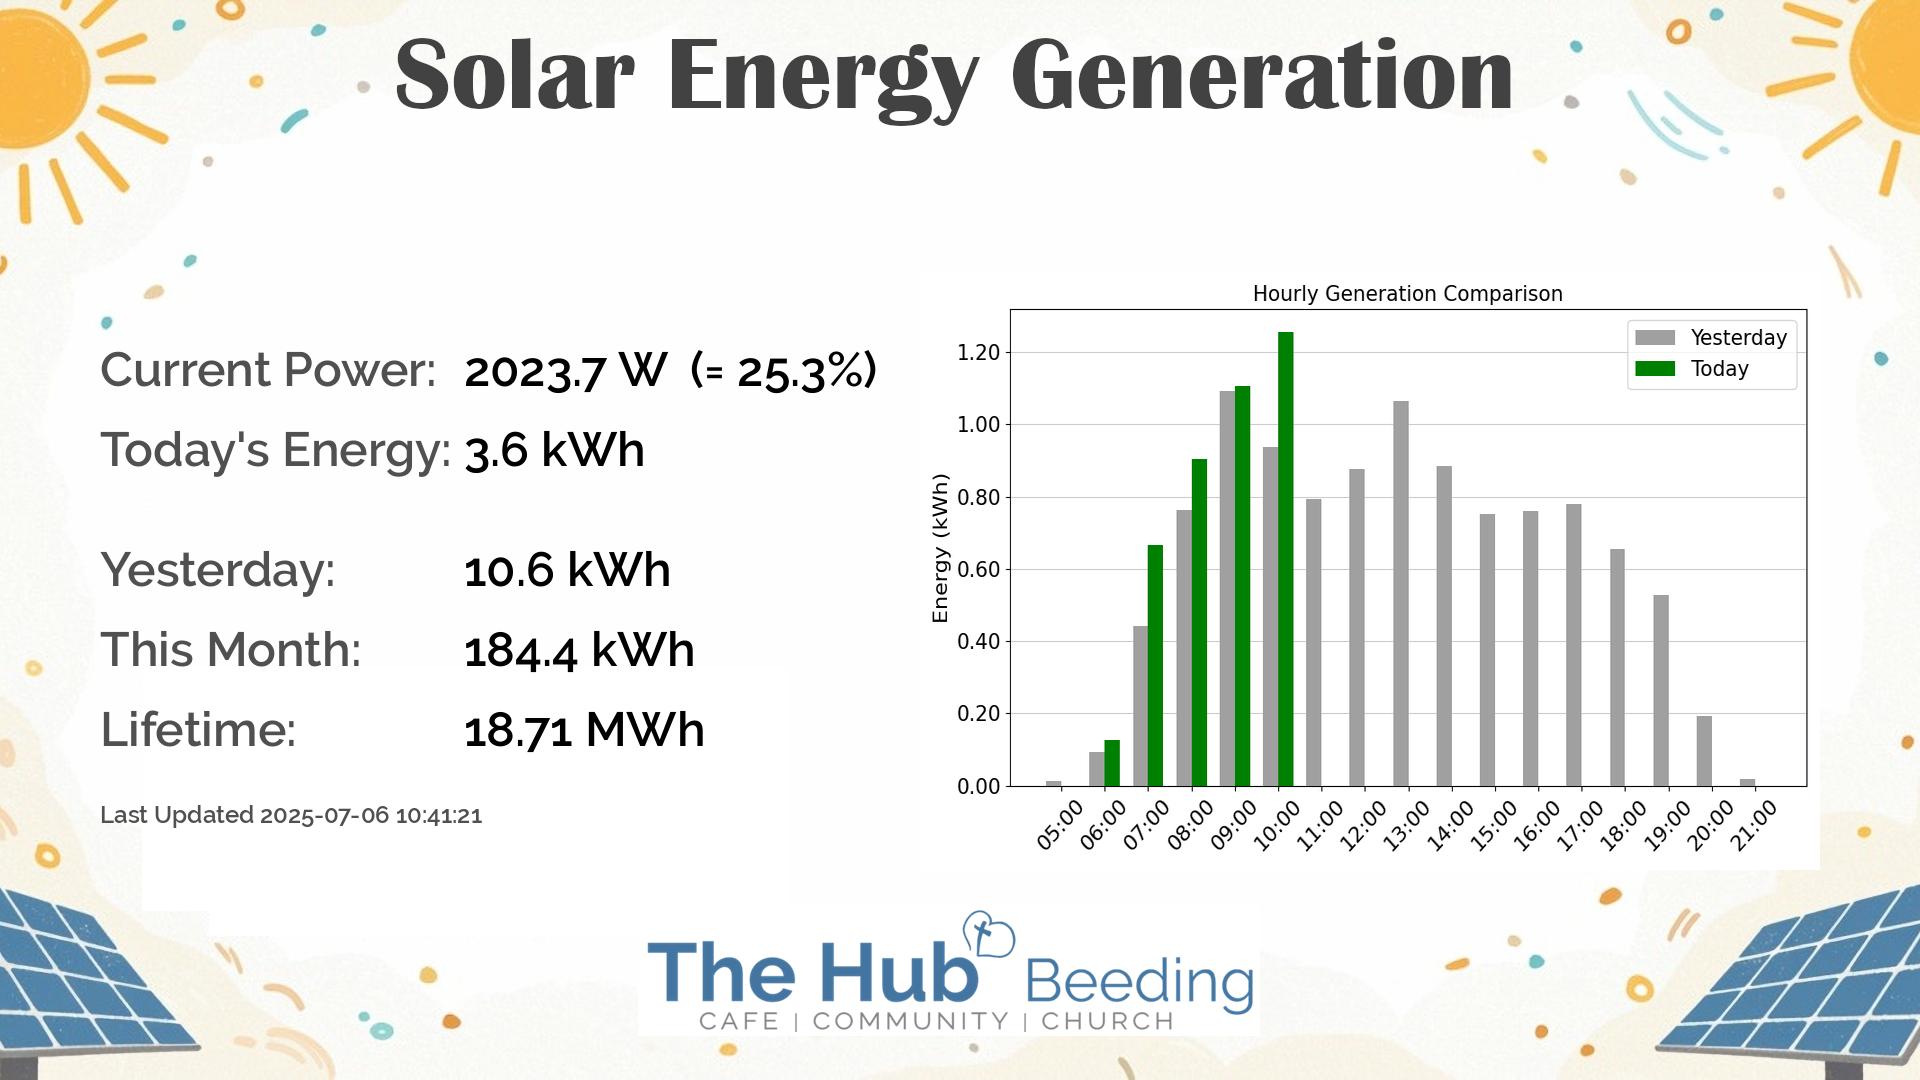 Solar Energy Generation
Current Power: 2023.7 W (= 25.3%)
Today's Energy: 3.6 kWh
Yesterday: 10.6 kWh
This Month: 184.4 kWh
Lifetime: 18.71 MWh
Last Updated 2025-07-06 10:41:21
Hourly Generation Comparison
Yesterday
Today
Energy (kWh)
1.20
1.00
0.80
0.60
0.40
0.20
0.00
05:00 06:00 07:00 08:00 09:00 10:00 11:00 12:00 13:00 14:00 15:00 16:00 17:00 18:00 19:00 20:00 21:00
The Hub Beeding
CAFE | COMMUNITY | CHURCH